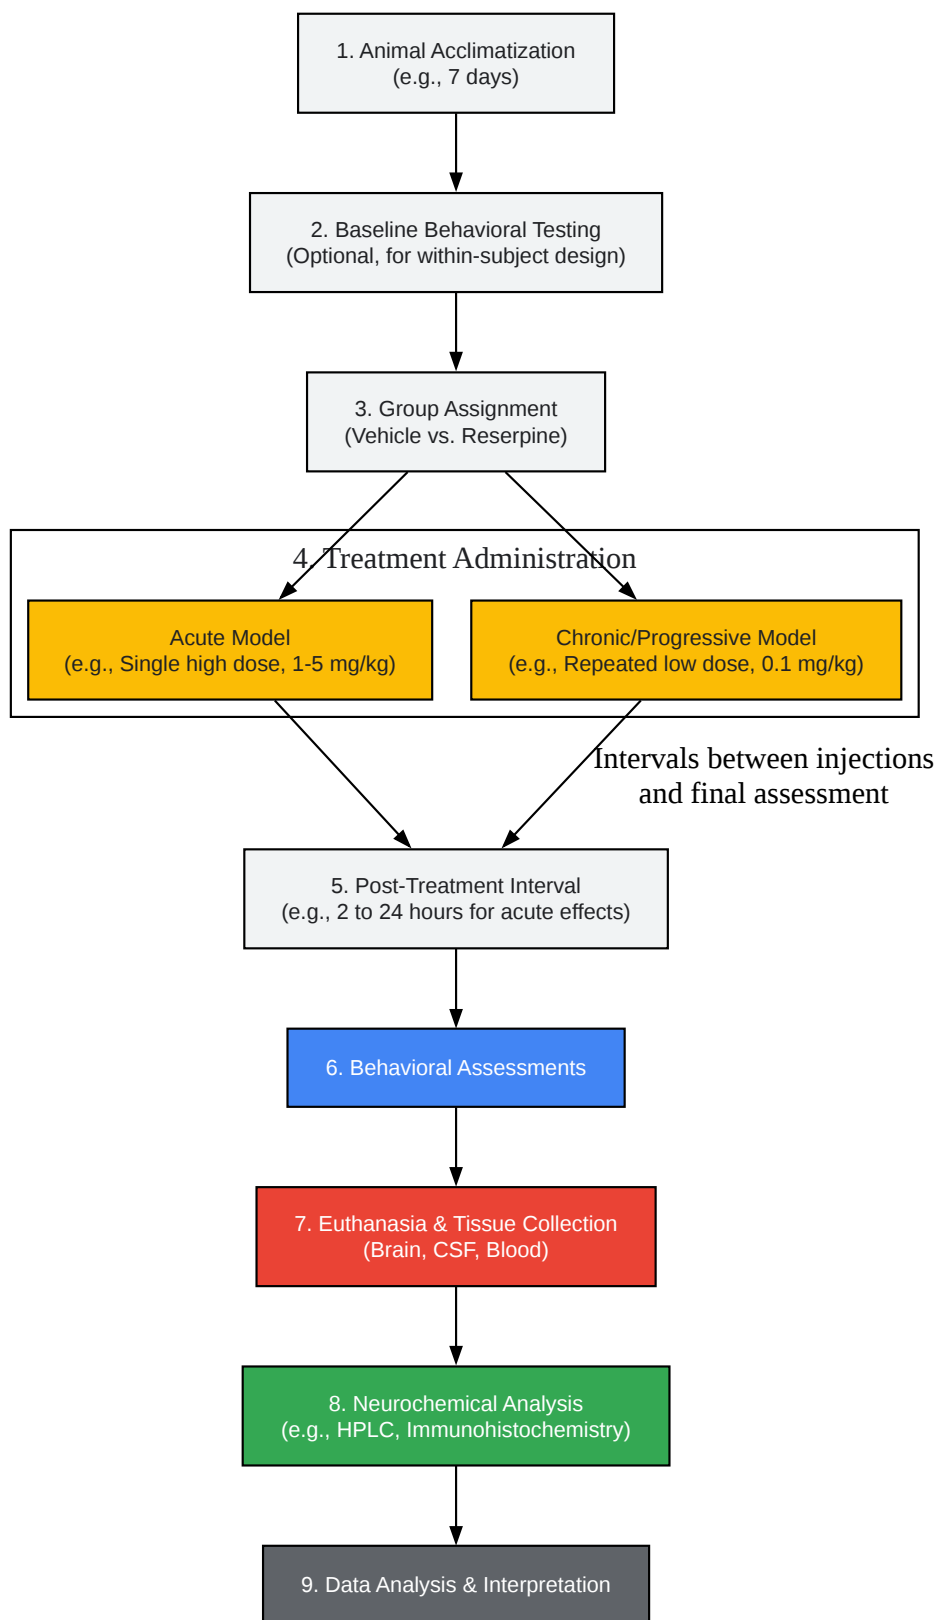 1. Animal Acclimatization
(e.g., 7 days)
2. Baseline Behavioral Testing
(Optional, for within-subject design)
3. Group Assignment
(Vehicle vs. Reserpine)
4. Treatment Administration
Acute Model
(e.g., Single high dose, 1-5 mg/kg)
Chronic/Progressive Model
(e.g., Repeated low dose, 0.1 mg/kg)
Intervals between injections
and final assessment
5. Post-Treatment Interval
(e.g., 2 to 24 hours for acute effects)
6. Behavioral Assessments
7. Euthanasia & Tissue Collection
(Brain, CSF, Blood)
8. Neurochemical Analysis
(e.g., HPLC, Immunohistochemistry)
9. Data Analysis & Interpretation